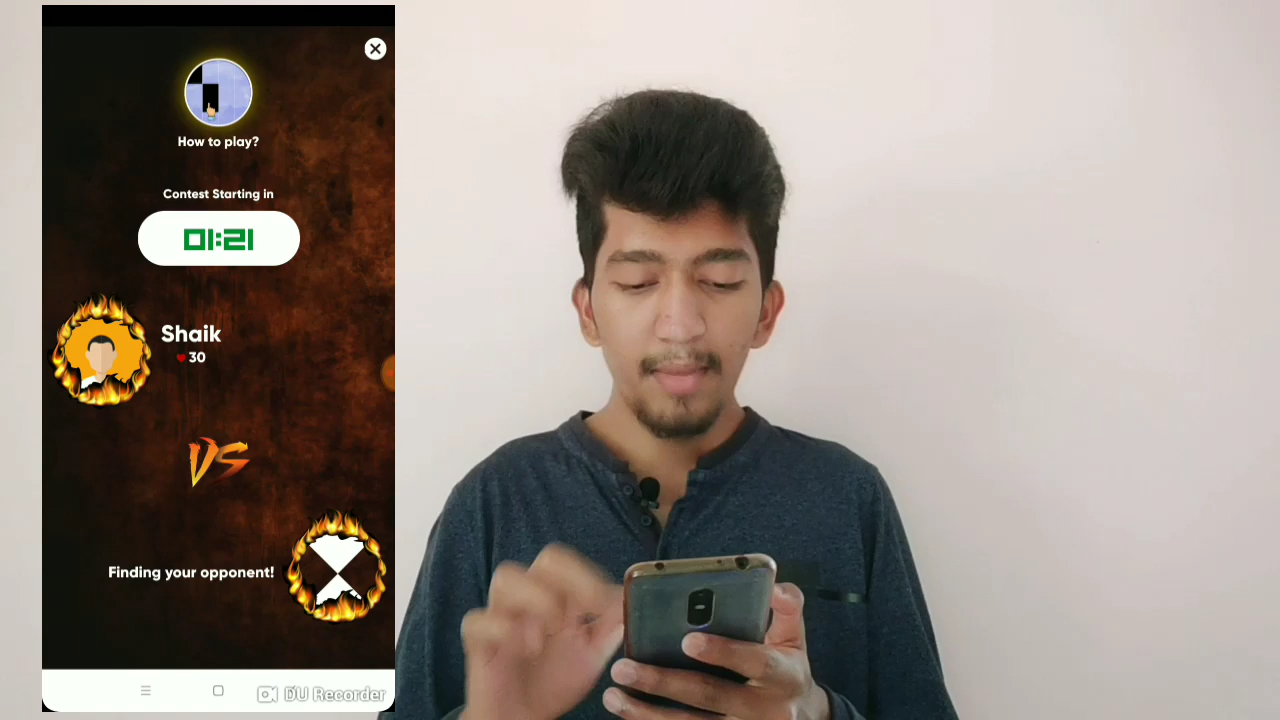 How to play?
Contest Starting in
01:21
Shaik
30
VS
Finding your opponent!
DU Recorder